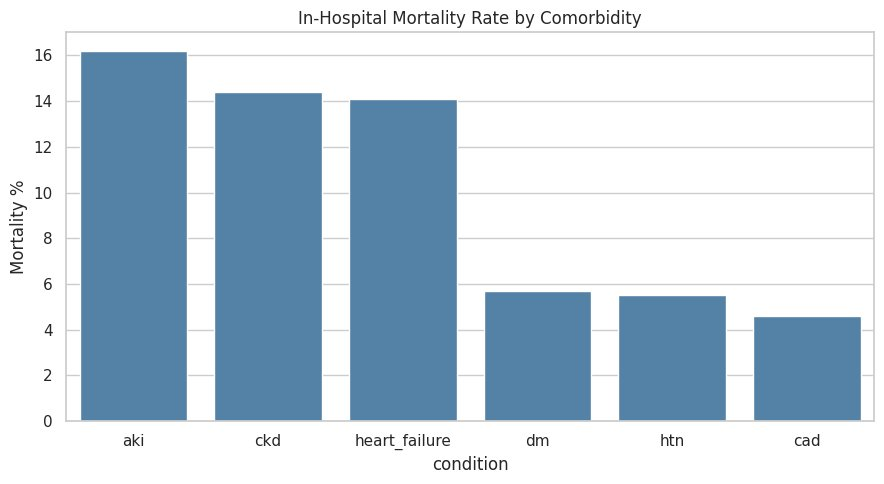 In-Hospital Mortality Rate by Comorbidity
Mortality %
16
14
12
10
8
6
4
2
0
aki ckd heart_failure dm htn cad
condition